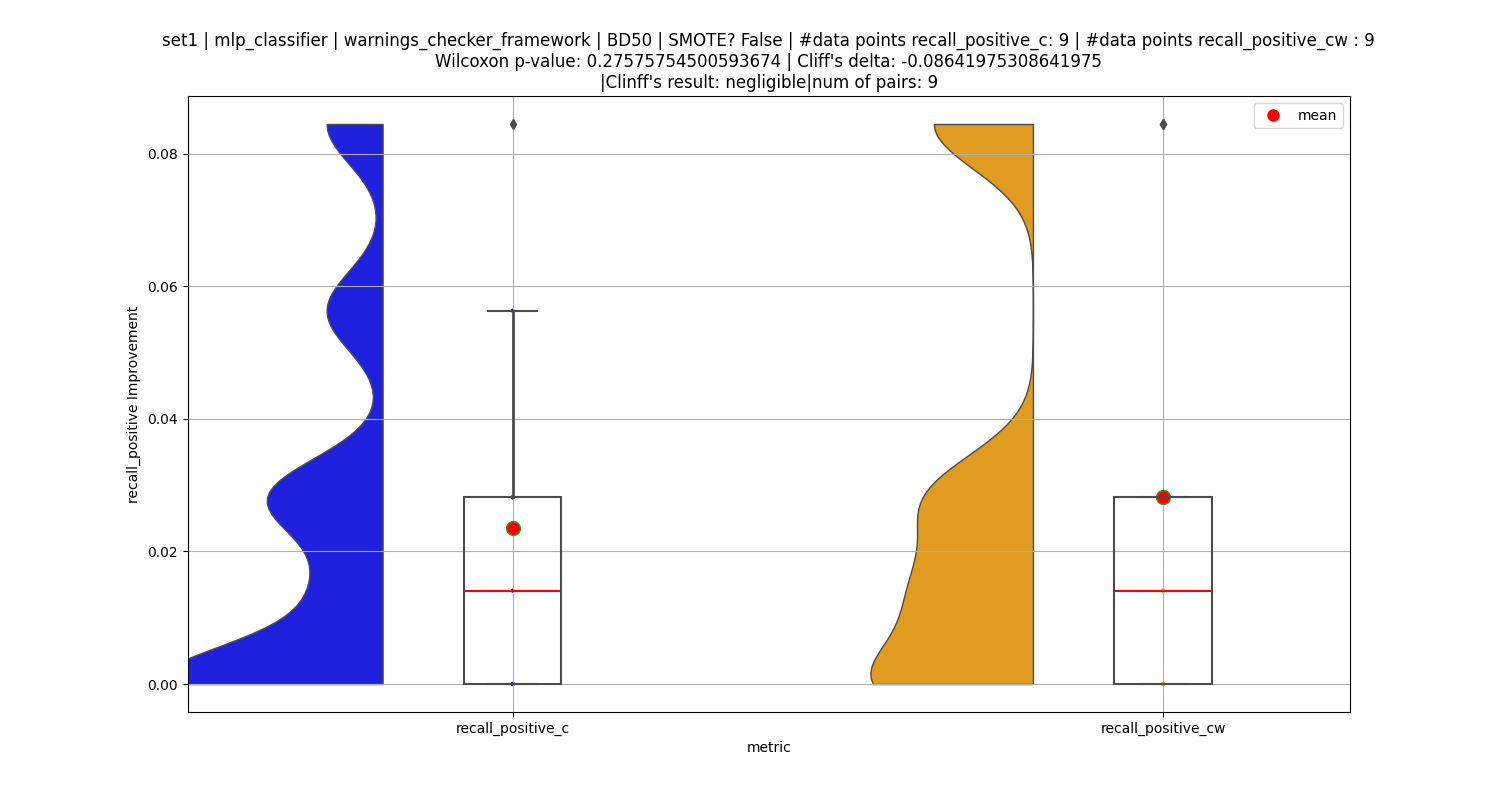 set1 | mlp_classifier | warnings_checker_framework | BD50 | SMOTE? False | #data points recall_positive_c: 9 | #data points recall_positive_cw : 9
Wilcoxon p-value: 0.27575754500593674 | Cliff's delta: -0.08641975308641975
|Clinff's result: negligible|num of pairs: 9
mean
0.08
0.06
0.04
0.02
0.00
recall_positive Improvement
recall_positive_c
recall_positive_cw
metric